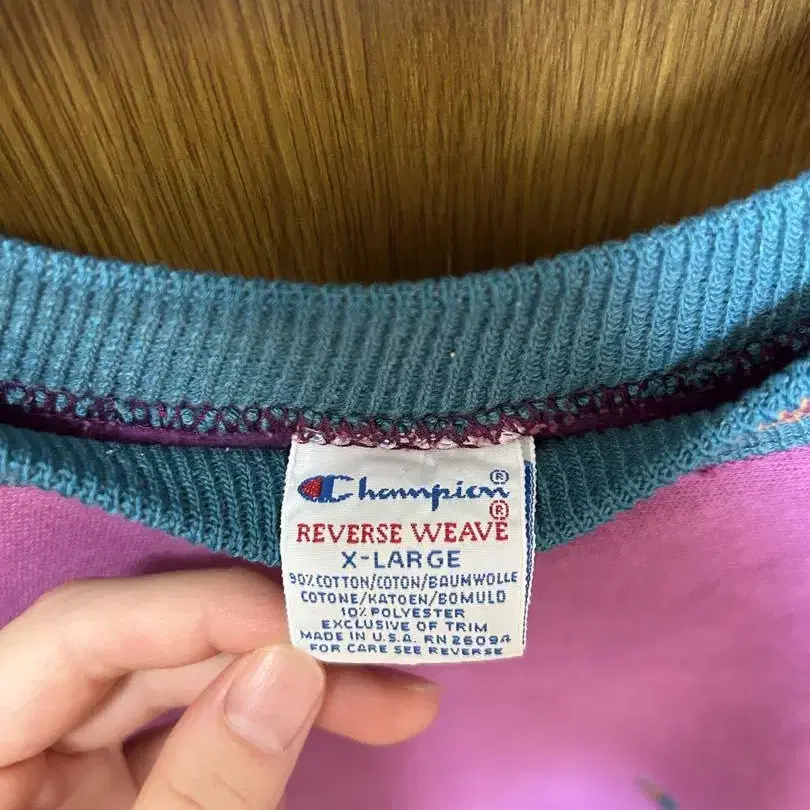 Champion®
REVERSE WEAVE®
X-LARGE
90% COTTON/COTON/BAUMWOLLE
COTONE/KATOEN/BOMULD
10% POLYESTER
EXCLUSIVE OF TRIM
MADE IN U.S.A. RN 26094
FOR CARE SEE REVERSE